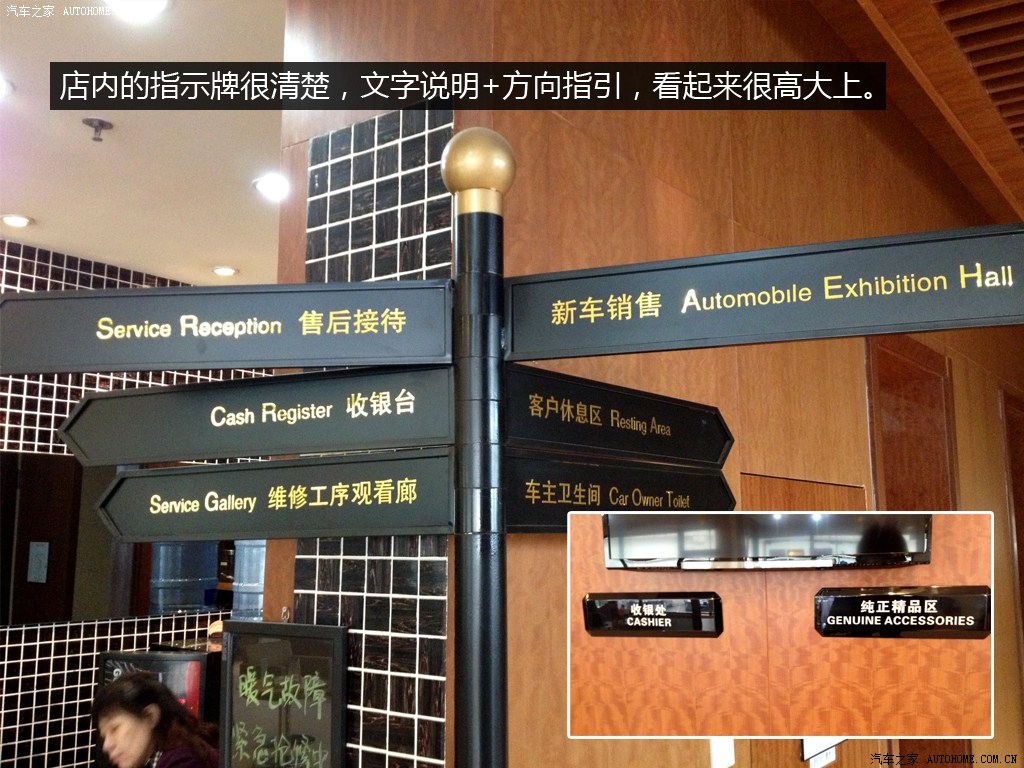 汽车之家 AUTOHOME
店内的指示牌很清楚，文字说明+方向指引，看起来很高大上。
Service Reception 售后接待
新车销售 Automobile Exhibition Hall
Cash Register 收银台
客户休息区 Resting Area
Service Gallery 维修工序观看廊
车主卫生间 Car Owner Toilet
收银处
CASHIER
纯正精品区
GENUINE ACCESSORIES
暖气故障
紧急抢修中
汽车之家 AUTOHOME.COM.CN